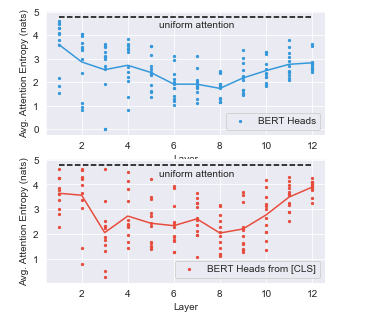 5
uniform attention
4
3
2
1
0
Avg. Attention Entropy (nats)
BERT Heads
2 4 6 8 10 12
Layer
5
uniform attention
4
3
2
1
Avg. Attention Entropy (nats)
BERT Heads from [CLS]
2 4 6 8 10 12
Layer